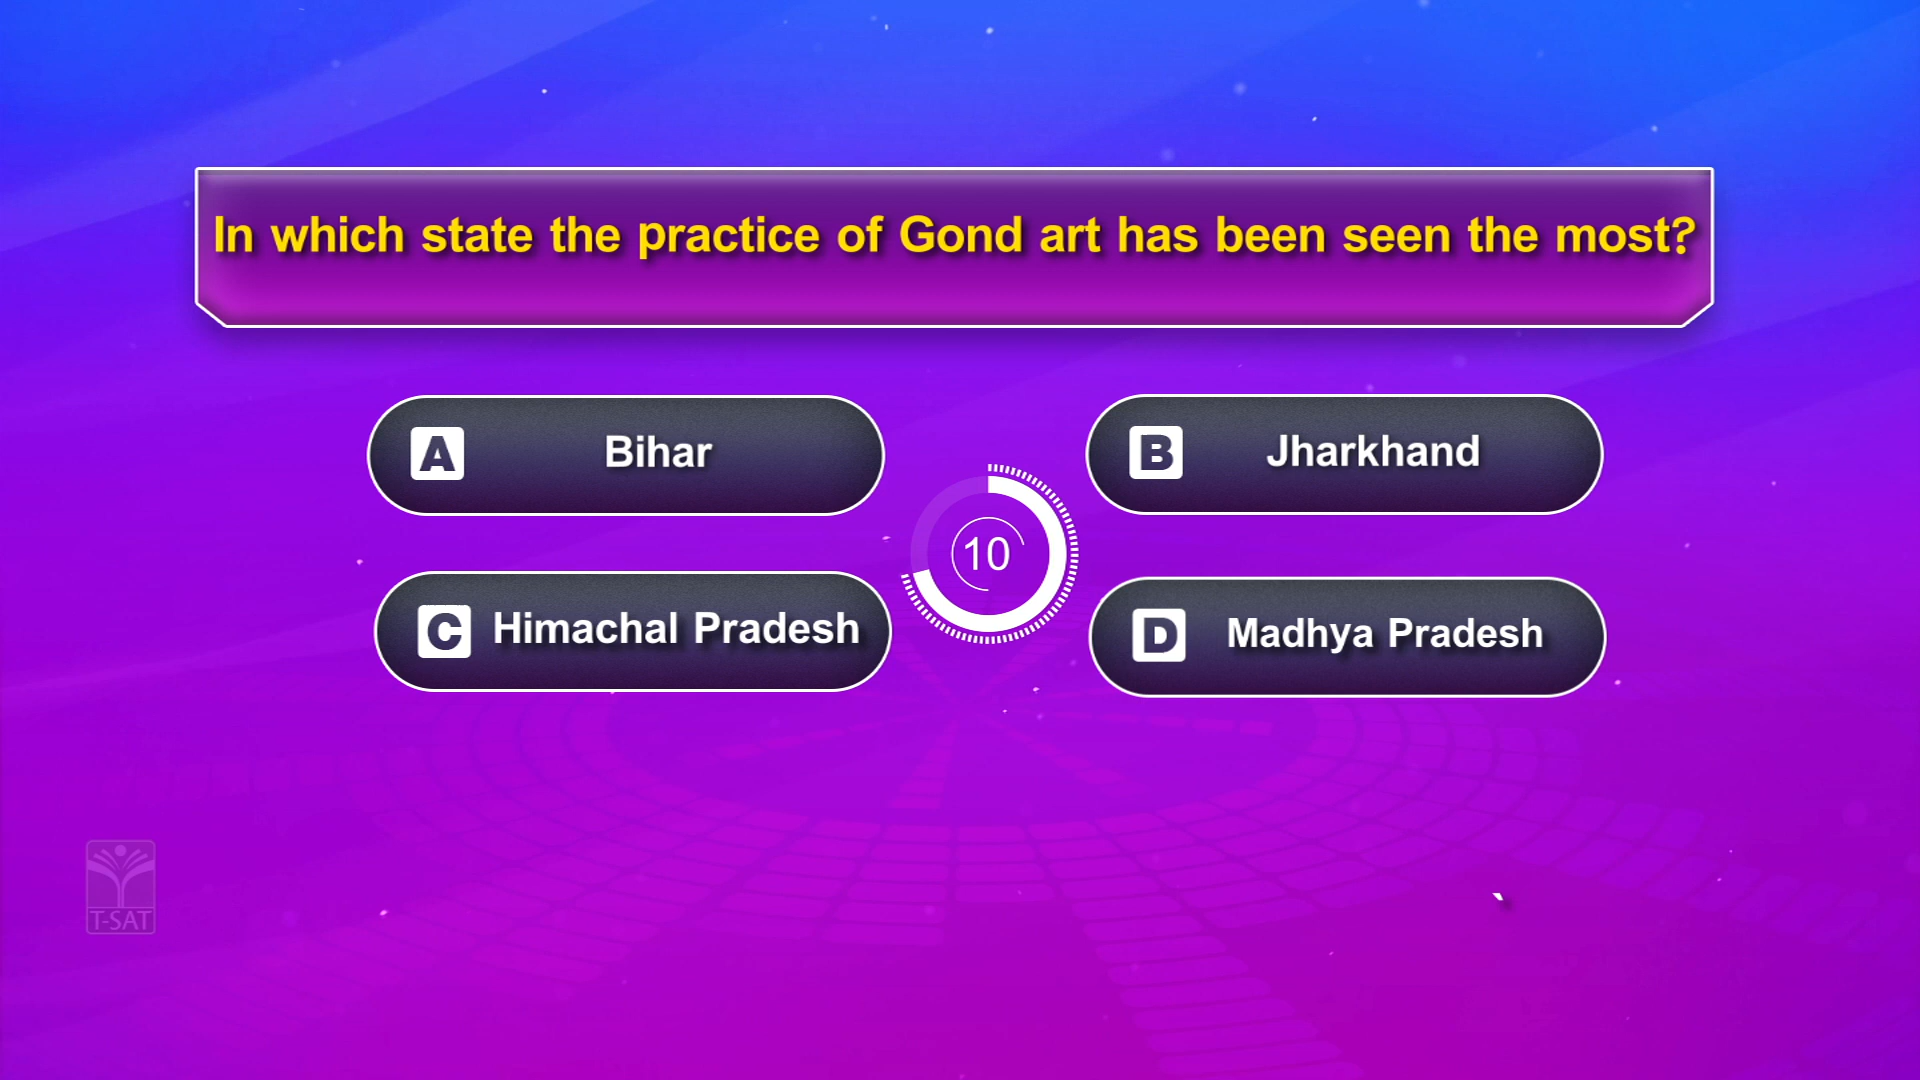 In which state the practice of Gond art has been seen the most?
A Bihar
B Jharkhand
10
C Himachal Pradesh
D Madhya Pradesh
T-SAT